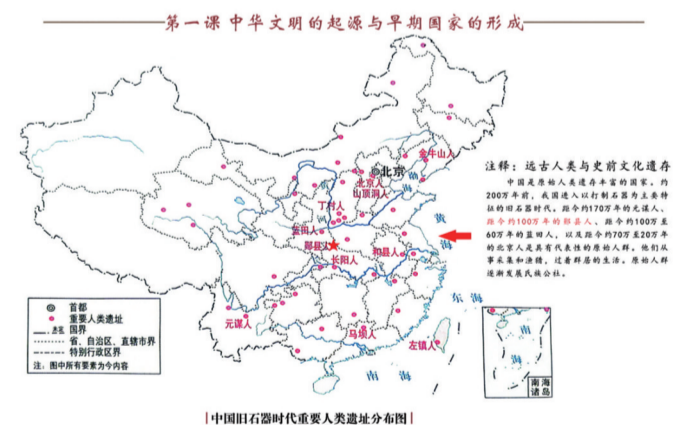 第一课 中华文明的起源与早期国家的形成
金牛山人
北京
渤
海
北京人
山顶洞人
丁村人
黄
海
蓝田人
郧县人
和县人
长阳人
东 海
元谋人
马坝人
左镇人
南 海
注释：远古人类与史前文化遗存
中国是原始人类遗存丰富的国家。约
200万年前，我国进入以打制石器为主要特
征的旧石器时代。距今约170万年的元谋人、
距今约100万年的郧县人、距今约100万至
60万年的蓝田人，以及距今约70万至20万年
的北京人是具有代表性的原始人群。他们从
事采集和渔猎，过着群居的生活。原始人群
逐渐发展民族公社。
首都
重要人类遗址
未定 国界
省、自治区、直辖市界
特别行政区界
注：图中所有要素为今内容
南
海
南海
诸岛
中国旧石器时代重要人类遗址分布图